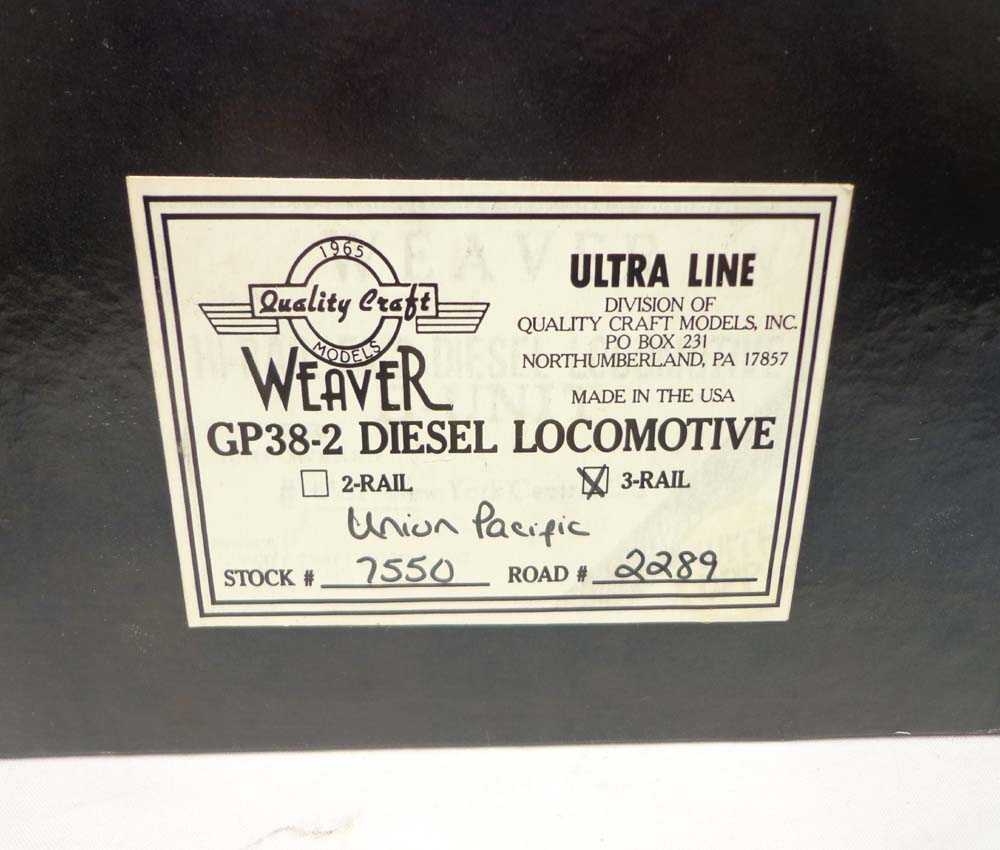 1965
Quality Craft
MODELS
WEAVER
ULTRA LINE
DIVISION OF
QUALITY CRAFT MODELS, INC.
PO BOX 231
NORTHUMBERLAND, PA 17857
MADE IN THE USA
GP38-2 DIESEL LOCOMOTIVE
2-RAIL 3-RAIL
Union Pacific
STOCK # 7550 ROAD # 2289